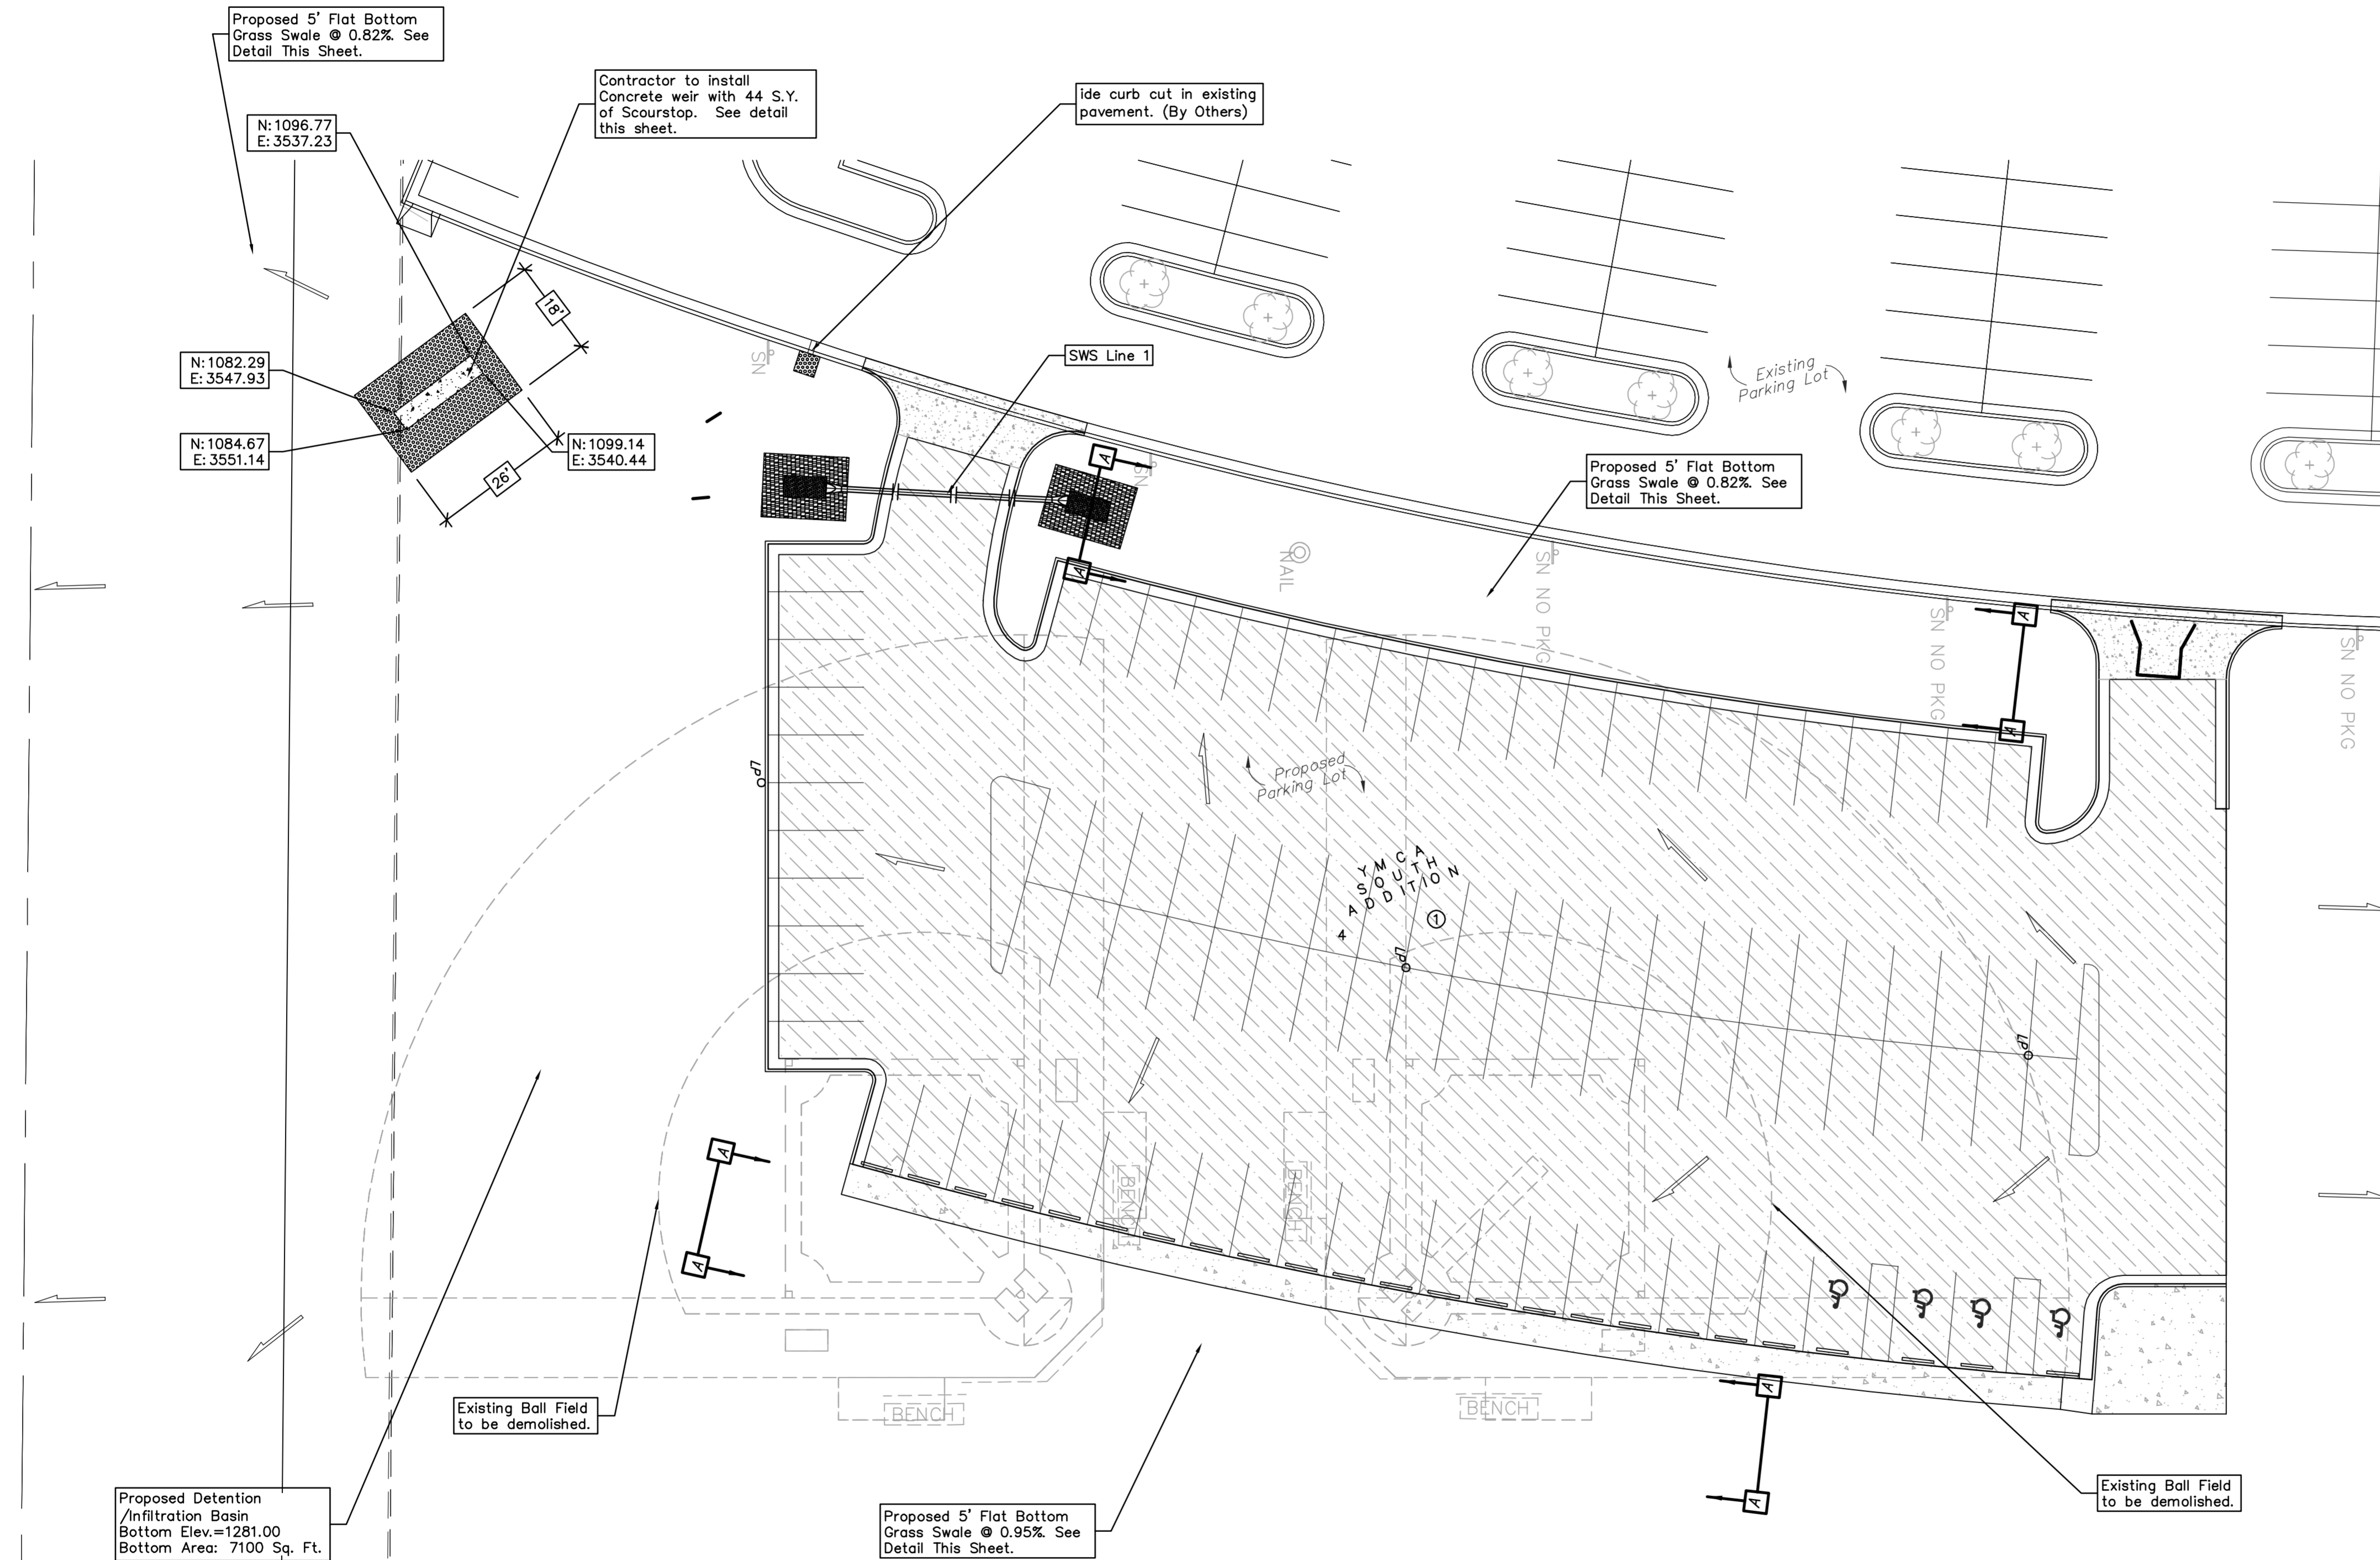 Proposed 5' Flat Bottom
Grass Swale @ 0.82%. See
Detail This Sheet.
Contractor to install
Concrete weir with 44 S.Y.
of Scourstop. See detail
this sheet.
ide curb cut in existing
pavement. (By Others)
N:1096.77
E:3537.23
18'
N:1082.29
E:3547.93
SN
SWS Line 1
Existing
Parking Lot
N:1084.67
E:3551.14
N:1099.14
E:3540.44
26'
A
SN
Proposed 5' Flat Bottom
Grass Swale @ 0.82%. See
Detail This Sheet.
A
NAIL
SN NO PKG
A
SN NO PKG
SN NO PKG
A
LP
Proposed
Parking Lot
YMCA
SOUTH
ADDITION
1
4
LP
LP
A
BENCH
BENCH
A
A
Existing Ball Field
to be demolished.
BENCH
BENCH
A
Existing Ball Field
to be demolished.
Proposed Detention
/Infiltration Basin
Bottom Elev.=1281.00
Bottom Area: 7100 Sq. Ft.
Proposed 5' Flat Bottom
Grass Swale @ 0.95%. See
Detail This Sheet.